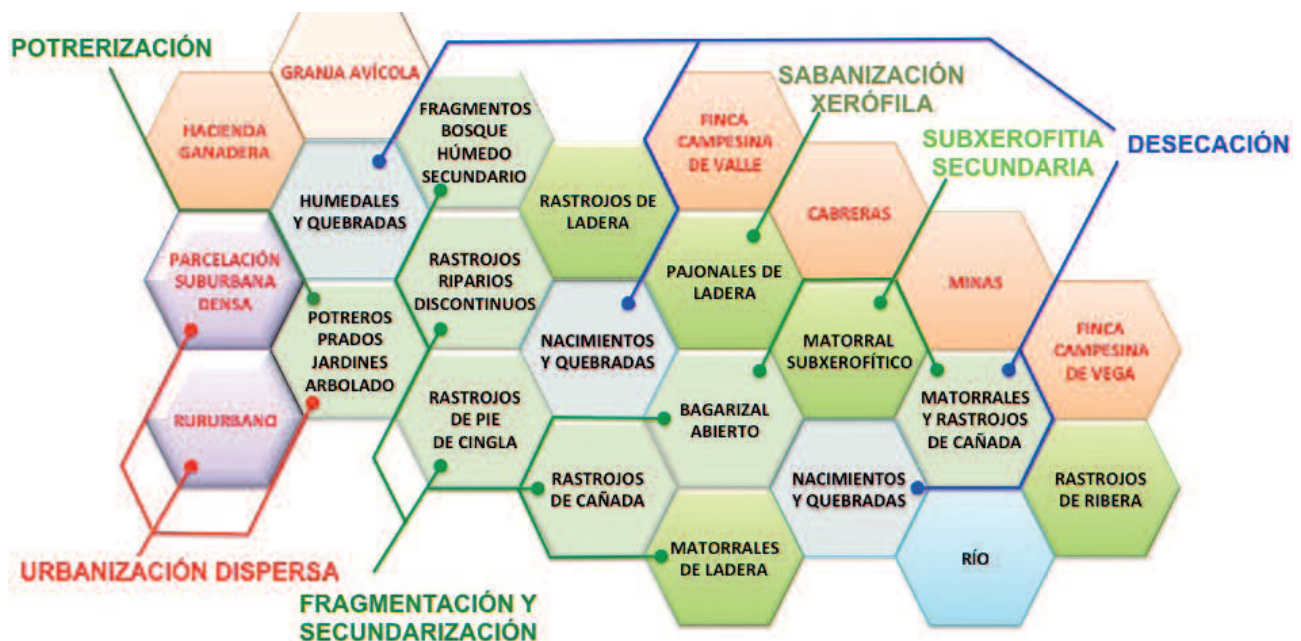 POTRERIZACIÓN
GRANJA AVÍCOLA
HACIENDA
GANADERA
FRAGMENTOS
BOSQUE
HÚMEDO
SECUNDARIO
FINCA
CAMPESINA
DE VALLE
SABANIZACIÓN
XERÓFILA
SUBXEROFITIA
SECUNDARIA
DESECACIÓN
HUMEDALES
Y QUEBRADAS
RASTROJOS DE
LADERA
CABRERAS
PARCELACIÓN
SUBURBANA
DENSA
RASTROJOS
RIPARIOS
DISCONTINUOS
PAJONALES DE
LADERA
MINAS
POTREROS
PRADOS
JARDINES
ARBOLADO
NACIMIENTOS
Y QUEBRADAS
MATORRAL
SUBXEROFÍTICO
FINCA
CAMPESINA
DE VEGA
RURURBANO
RASTROJOS
DE PIE
DE CINGLA
BAGARIZAL
ABIERTO
MATORRALES
Y RASTROJOS
DE CAÑADA
RASTROJOS
DE CAÑADA
NACIMIENTOS
Y QUEBRADAS
RASTROJOS
DE RIBERA
MATORRALES
DE LADERA
RÍO
URBANIZACIÓN DISPERSA
FRAGMENTACIÓN Y
SECUNDARIZACIÓN